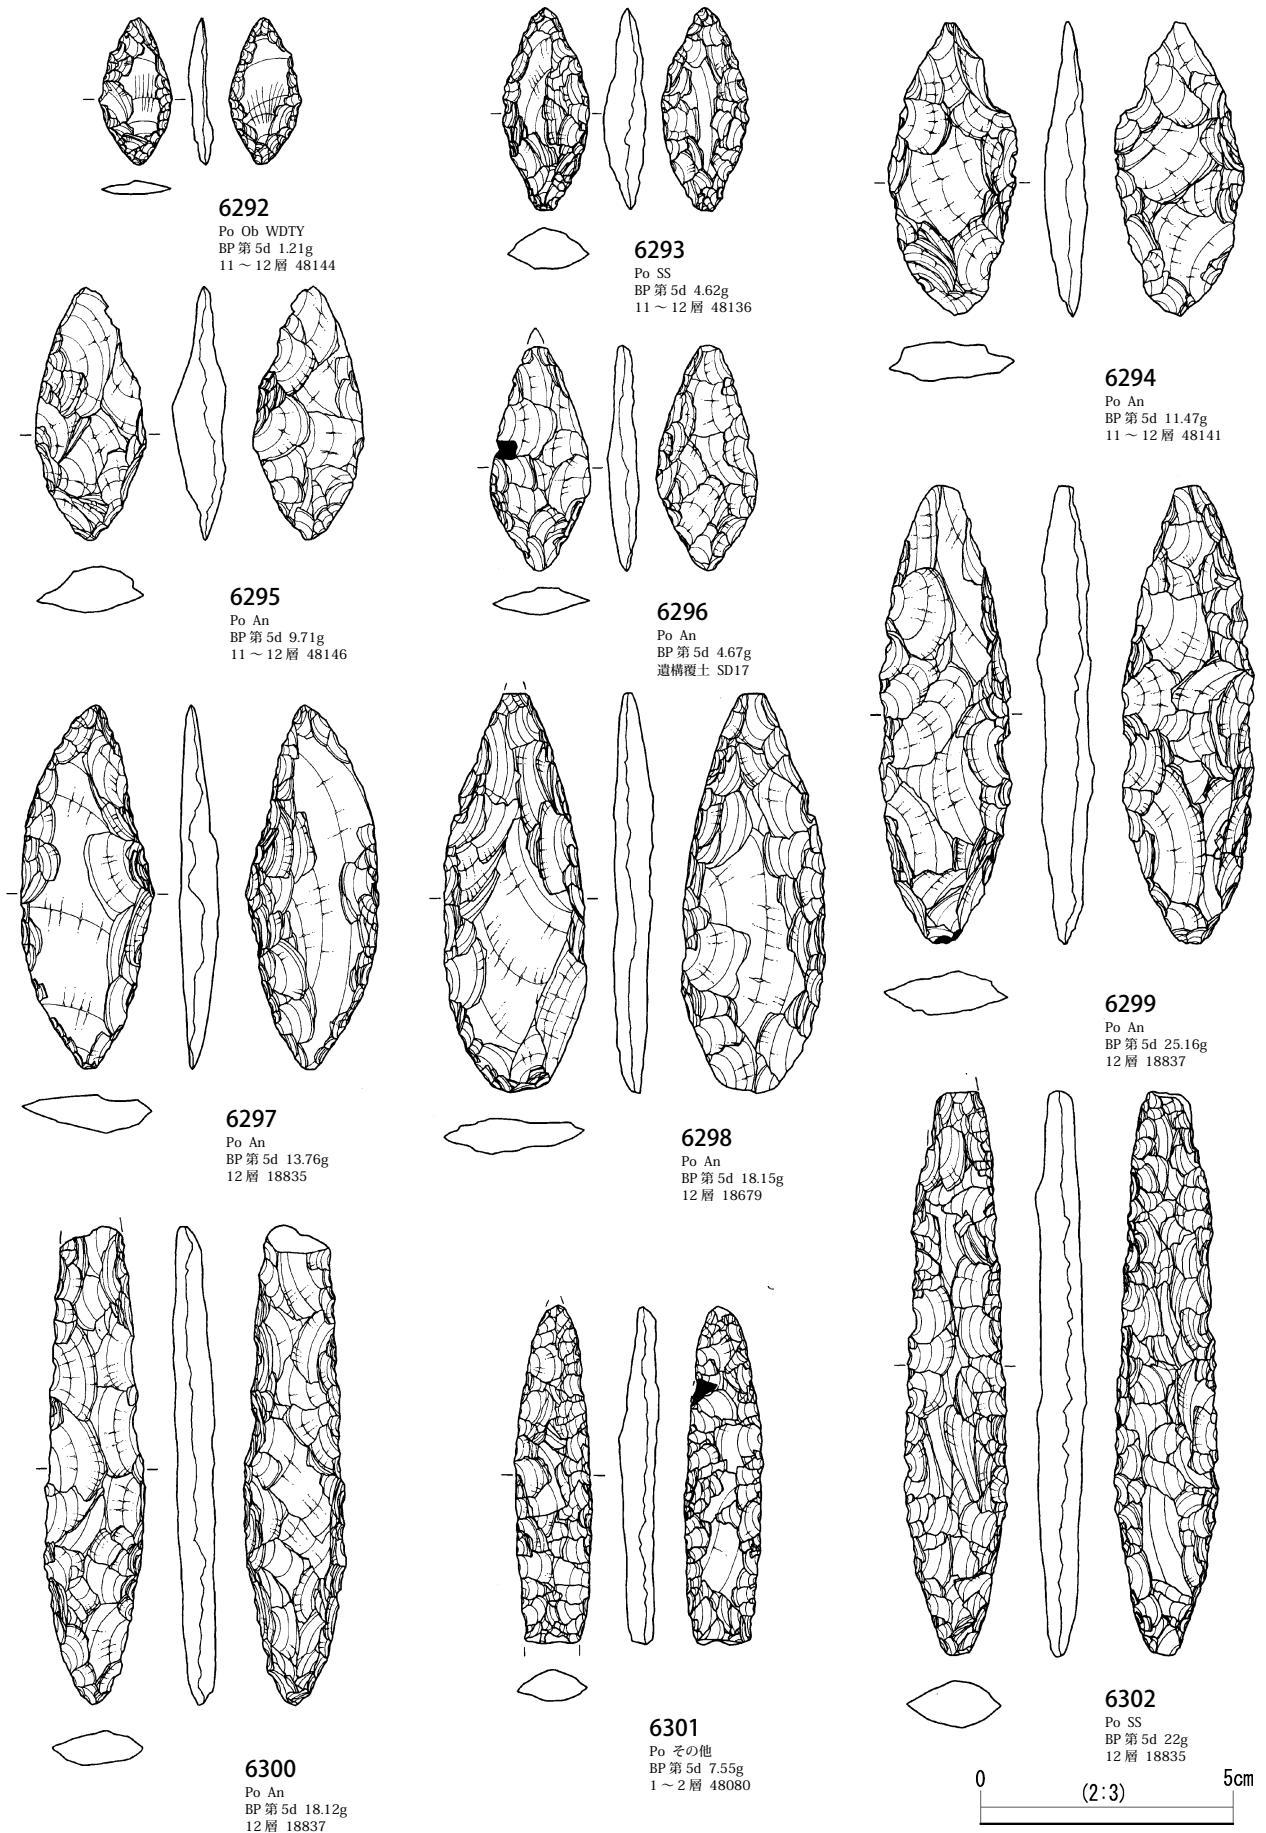 6292
Po Ob WDTY
BP 第 5d 1.21g
11 ～ 12 層 48144
6293
Po SS
BP 第 5d 4.62g
11 ～ 12 層 48136
6294
Po An
BP 第 5d 11.47g
11 ～ 12 層 48141
6295
Po An
BP 第 5d 9.71g
11 ～ 12 層 48146
6296
Po An
BP 第 5d 4.67g
遺構覆土 SD17
6297
Po An
BP 第 5d 13.76g
12 層 18835
6298
Po An
BP 第 5d 18.15g
12 層 18679
6299
Po An
BP 第 5d 25.16g
12 層 18837
6300
Po An
BP 第 5d 18.12g
12 層 18837
6301
Po その他
BP 第 5d 7.55g
1 ～ 2 層 48080
6302
Po SS
BP 第 5d 22g
12 層 18835
0 5cm
(2:3)